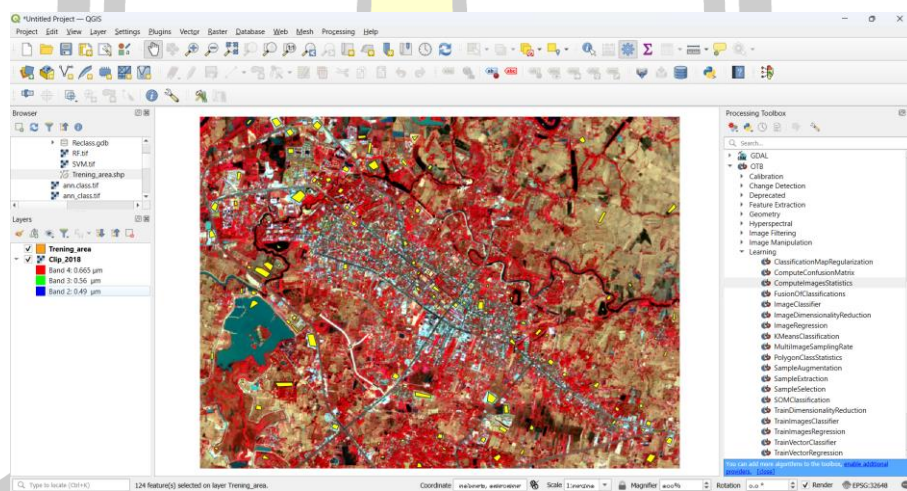 *Untitled Project — QGIS
Project Edit View Layer Settings Plugins Vector Raster Database Web Mesh Processing Help
Browser
Reclass.gdb
RF.tif
SVM.tif
Trening_area.shp
ann.class.tif
ann_class.tif
Layers
Trening_area
Clip_2018
Band 4: 0.665 µm
Band 3: 0.56 µm
Band 2: 0.49 µm
Processing Toolbox
Search...
GDAL
OTB
Calibration
Change Detection
Deprecated
Feature Extraction
Geometry
Hyperspectral
Image Filtering
Image Manipulation
Learning
ClassificationMapRegularization
ComputeConfusionMatrix
ComputeImagesStatistics
FusionOfClassifications
ImageClassifier
ImageDimensionalityReduction
ImageRegression
KMeansClassification
MultiImageSamplingRate
PolygonClassStatistics
SampleAugmentation
SampleExtraction
SampleSelection
SOMClassification
TrainDimensionalityReduction
TrainImagesClassifier
TrainImagesRegression
TrainVectorClassifier
TrainVectorRegression
You can add more algorithms to the toolbox, enable additional
providers. [close]
Type to locate (Ctrl+K) 124 feature(s) selected on layer Trening_area. Coordinate Scale Magnifier Rotation Render EPSG:32648